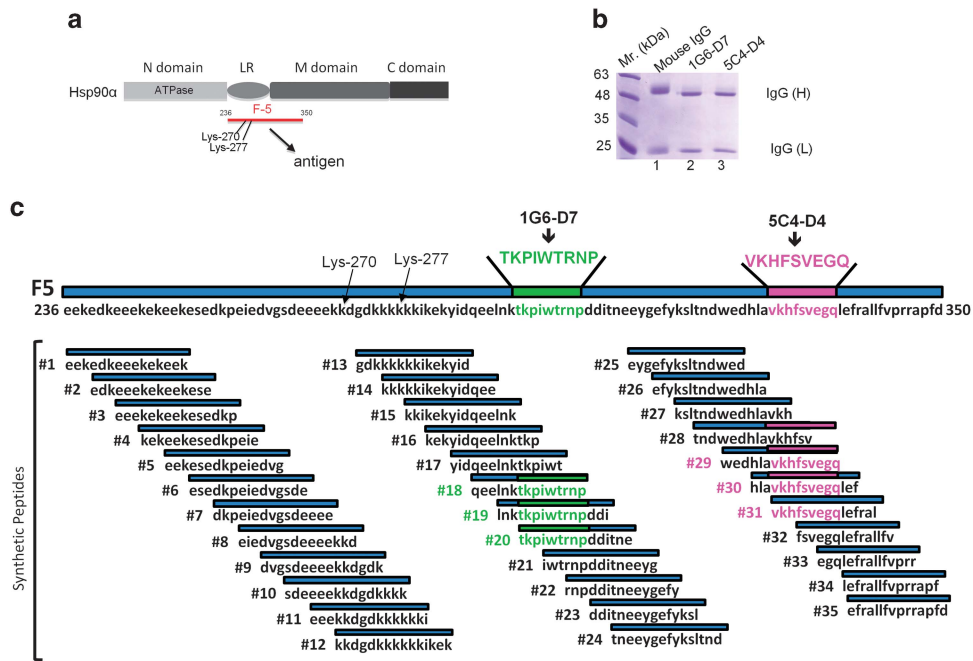 a
N domain LR M domain C domain
Hsp90α ATPase
236 F-5 350
Lys-270
Lys-277
antigen
b
Mr. (kDa) Mouse IgG 1G6-D7 5C4-D4
63
48 IgG (H)
35
25 IgG (L)
1 2 3
c
1G6-D7 5C4-D4
TKPIWTRNP VKHFSVEGQ
Lys-270 Lys-277
F5
236 eekedkeeekekeekesedkpeiedvgsdeeeekkdgdkkkkkkikekyidqeelnktkpiwtrnpdditneeygefyksltndwedhlavkhfsvegqlefrallfvprrapfd 350
Synthetic Peptides
#1 eekedkeeekekeek
#2 edkeeekekeekese
#3 eeekekeekesedkp
#4 kekeekesedkpeie
#5 eekesedkpeiedvg
#6 esedkpeiedvgsde
#7 dkpeiedvgsdeeee
#8 eiedvgsdeeeekkd
#9 dvgsdeeeekkdgdk
#10 sdeeeekkdgdkkkk
#11 eeekkdgdkkkkkki
#12 kkdgdkkkkkkikek
#13 gdkkkkkkikekyid
#14 kkkkkikekyidqee
#15 kkikekyidqeelnk
#16 kekyidqeelnktkp
#17 yidqeelnktkpiwt
#18 qeelnktkpiwtrnp
#19 lnktkpiwtrnpddi
#20 tkpiwtrnpdditne
#21 iwtrnpdditneeyg
#22 rnpdditneeygefy
#23 dditneeygefyksl
#24 tneeygefyksltnd
#25 eygefyksltndwed
#26 efyksltndwedhla
#27 ksltndwedhlavkh
#28 tndwedhlavkhfsv
#29 wedhlavkhfsvegq
#30 hlavkhfsvegqlef
#31 vkhfsvegqlefral
#32 fsvegqlefrallfv
#33 egqlefrallfvprr
#34 lefrallfvprrapf
#35 efrallfvprrapfd